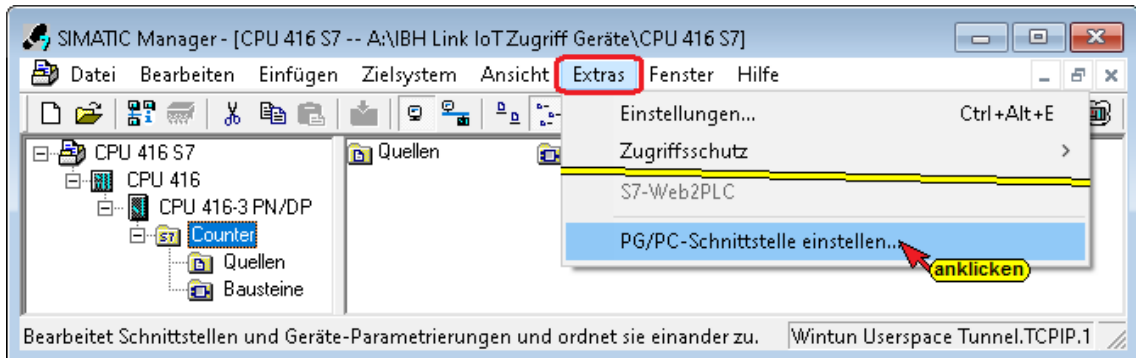 SIMATIC Manager - [CPU 416 S7 -- A:\IBH Link IoT Zugriff Geräte\CPU 416 S7]
Datei Bearbeiten Einfügen Zielsystem Ansicht Extras Fenster Hilfe
Einstellungen... Ctrl+Alt+E
Zugriffsschutz >
S7-Web2PLC
PG/PC-Schnittstelle einstellen...
anklicken
CPU 416 S7
CPU 416
CPU 416-3 PN/DP
S7 Counter
Quellen
Bausteine
Quellen
Bearbeitet Schnittstellen und Geräte-Parametrierungen und ordnet sie einander zu. Wintun Userspace Tunnel.TCPIP.1